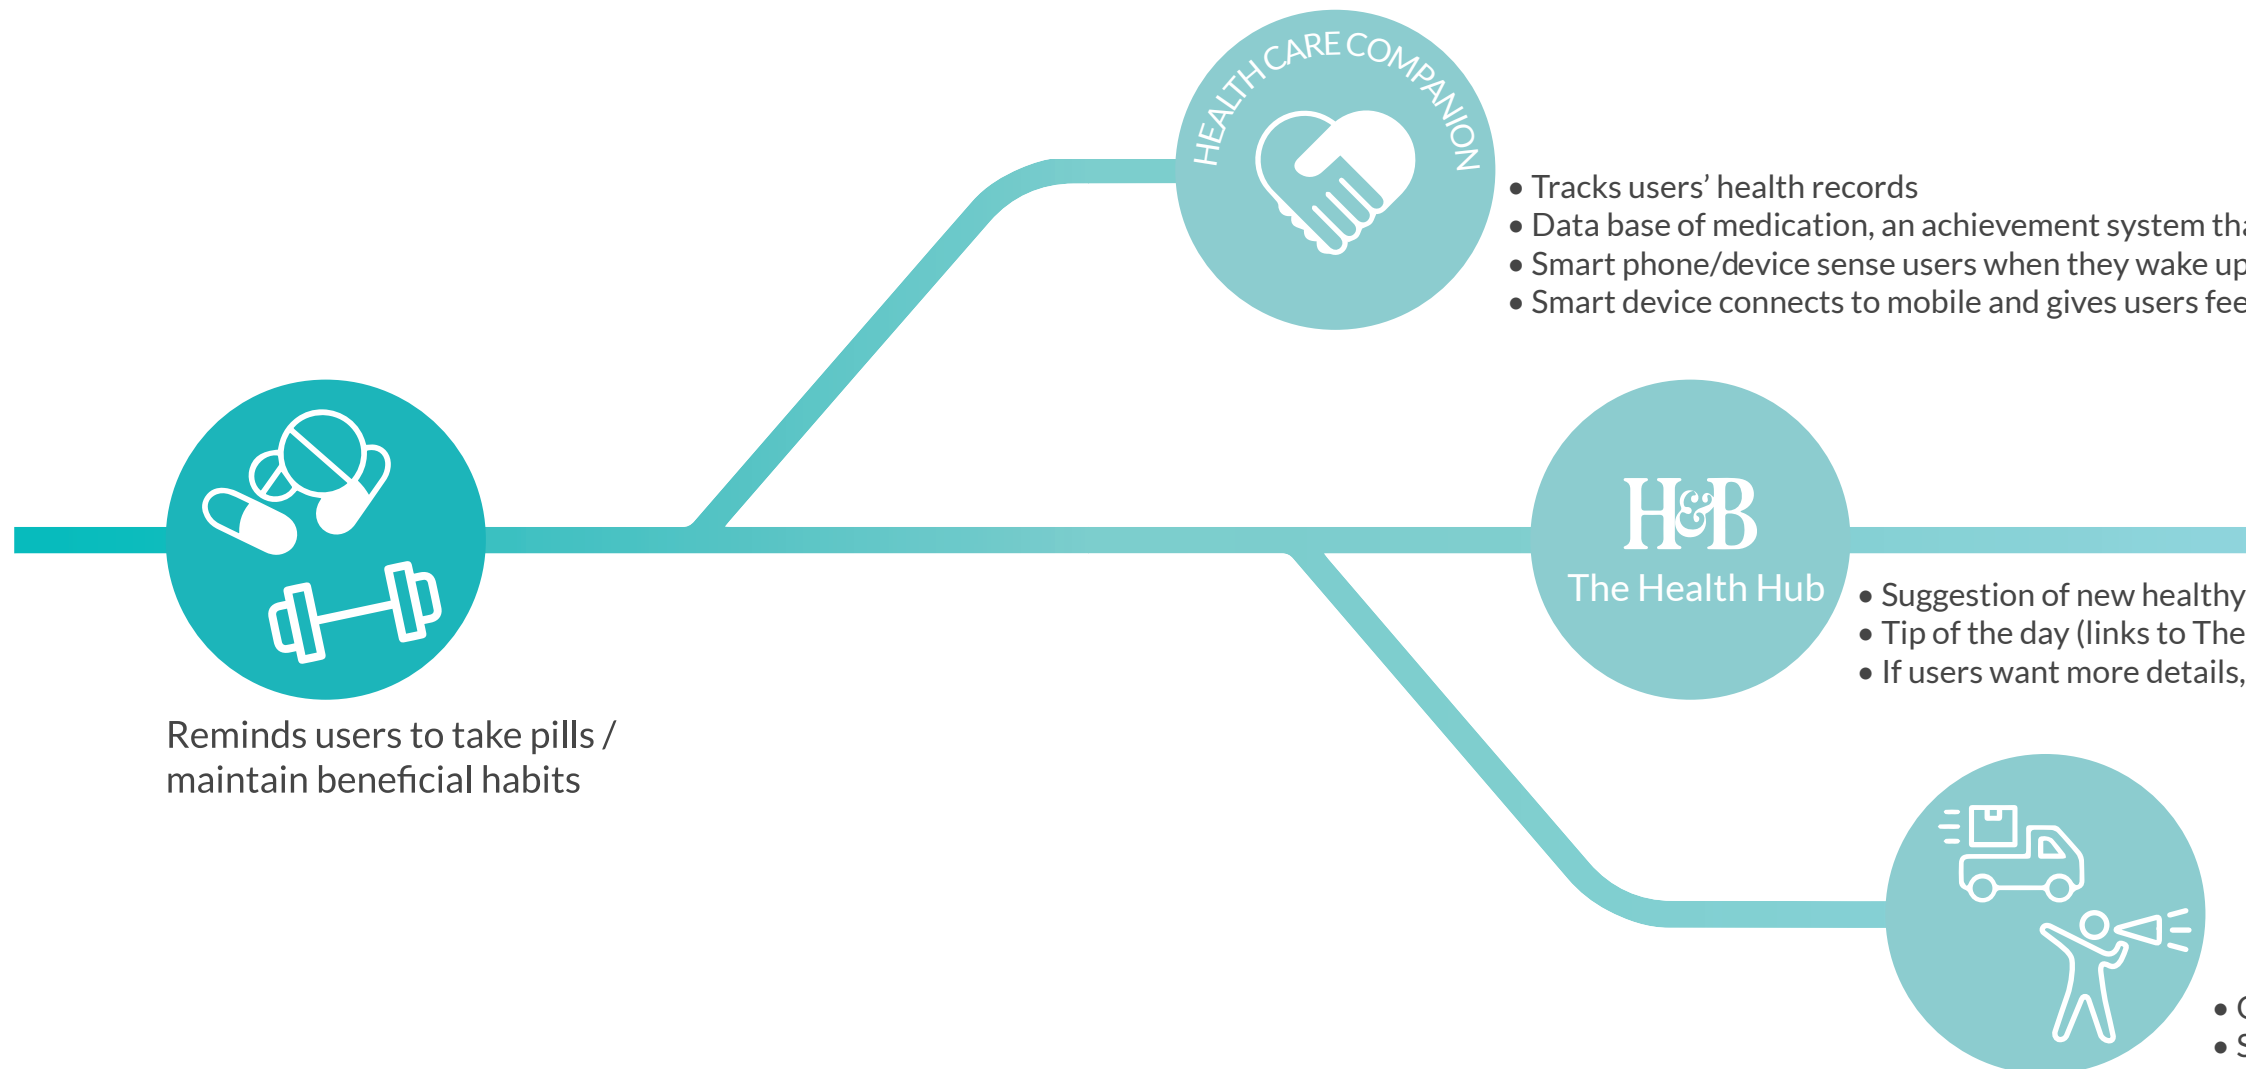 HEALTH CARE COMPANION
• Tracks users’ health records
• Data base of medication, an achievement system
• Smart phone/device sense users when they wake up
• Smart device connects to mobile and gives users
H&B
The Health Hub
• Suggestion of new healthy
• Tip of the day (links to The
• If users want more details,
Reminds users to take pills /
maintain beneficial habits